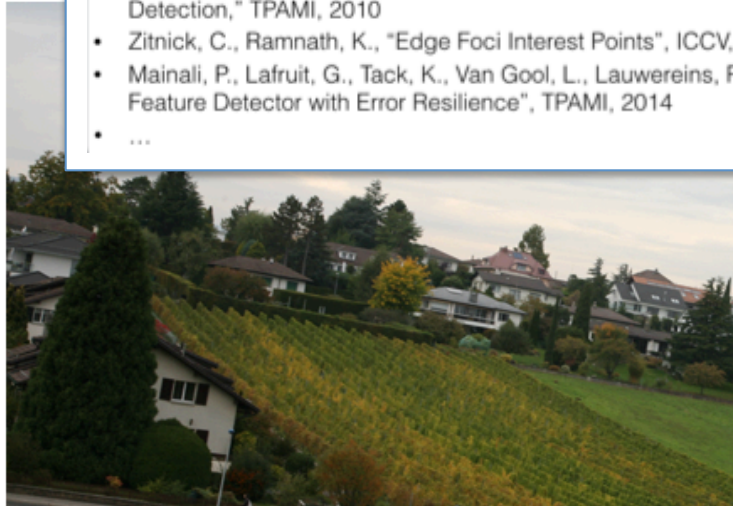 Detection,” TPAMI, 2010
• Zitnick, C., Ramnath, K., “Edge Foci Interest Points”, ICCV,
• Mainali, P., Lafruit, G., Tack, K., Van Gool, L., Lauwereins,
Feature Detector with Error Resilience”, TPAMI, 2014
• ...